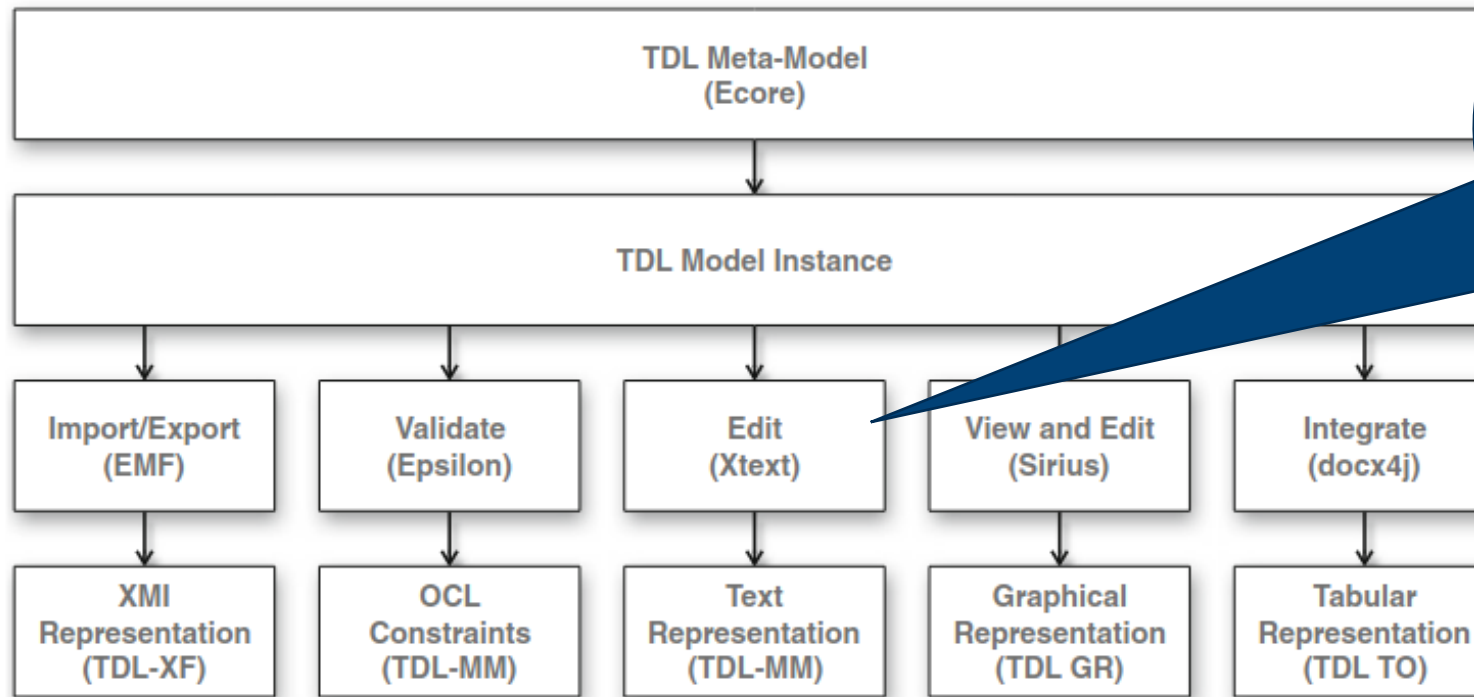 TDL Meta-Model
(Ecore)
TDL Model Instance
Import/Export
(EMF)
Validate
(Epsilon)
Edit
(Xtext)
View and Edit
(Sirius)
Integrate
(docx4j)
XMI
Representation
(TDL-XF)
OCL
Constraints
(TDL-MM)
Text
Representation
(TDL-MM)
Graphical
Representation
(TDL GR)
Tabular
Representation
(TDL TO)